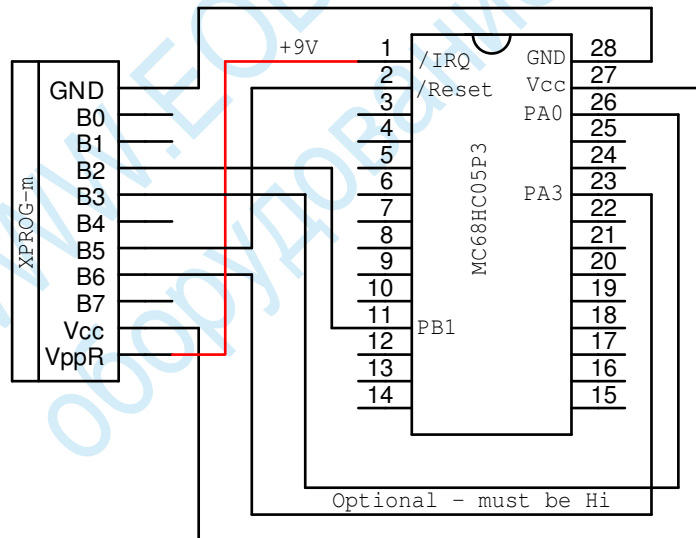 +9V
XPROG-m
GND
B0
B1
B2
B3
B4
B5
B6
B7
Vcc
VppR
1
2
3
4
5
6
7
8
9
10
11
12
13
14
/IRQ
/Reset
PB1
MC68HC05P3
GND
Vcc
PA0
PA3
28
27
26
25
24
23
22
21
20
19
18
17
16
15
Optional - must be Hi
оборудование